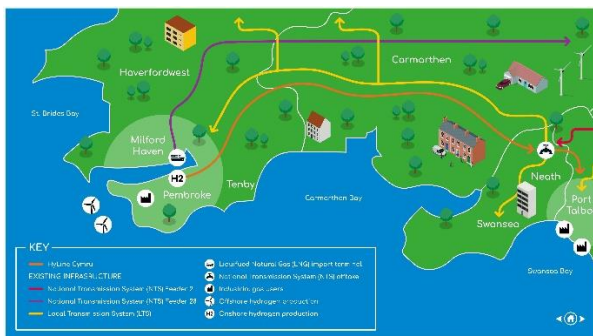 Haverfordwest
Carmarthen
St. Brides Bay
Milford
Haven
H2
Pembroke
Tenby
Carmarthen Bay
Neath
Port
Talbo
Swansea
Swansea Bay
KEY
HyLine Cymru
EXISTING INFRASTRUCTURE
National Transmission System (NTS) Feeder 2
National Transmission System (NTS) Feeder 28
Local Transmission System (LTS)
Liquified Natural Gas (LNG) import terminal
National Transmission System (NTS) offtake
Industrial gas users
Offshore hydrogen production
H2 Onshore hydrogen production